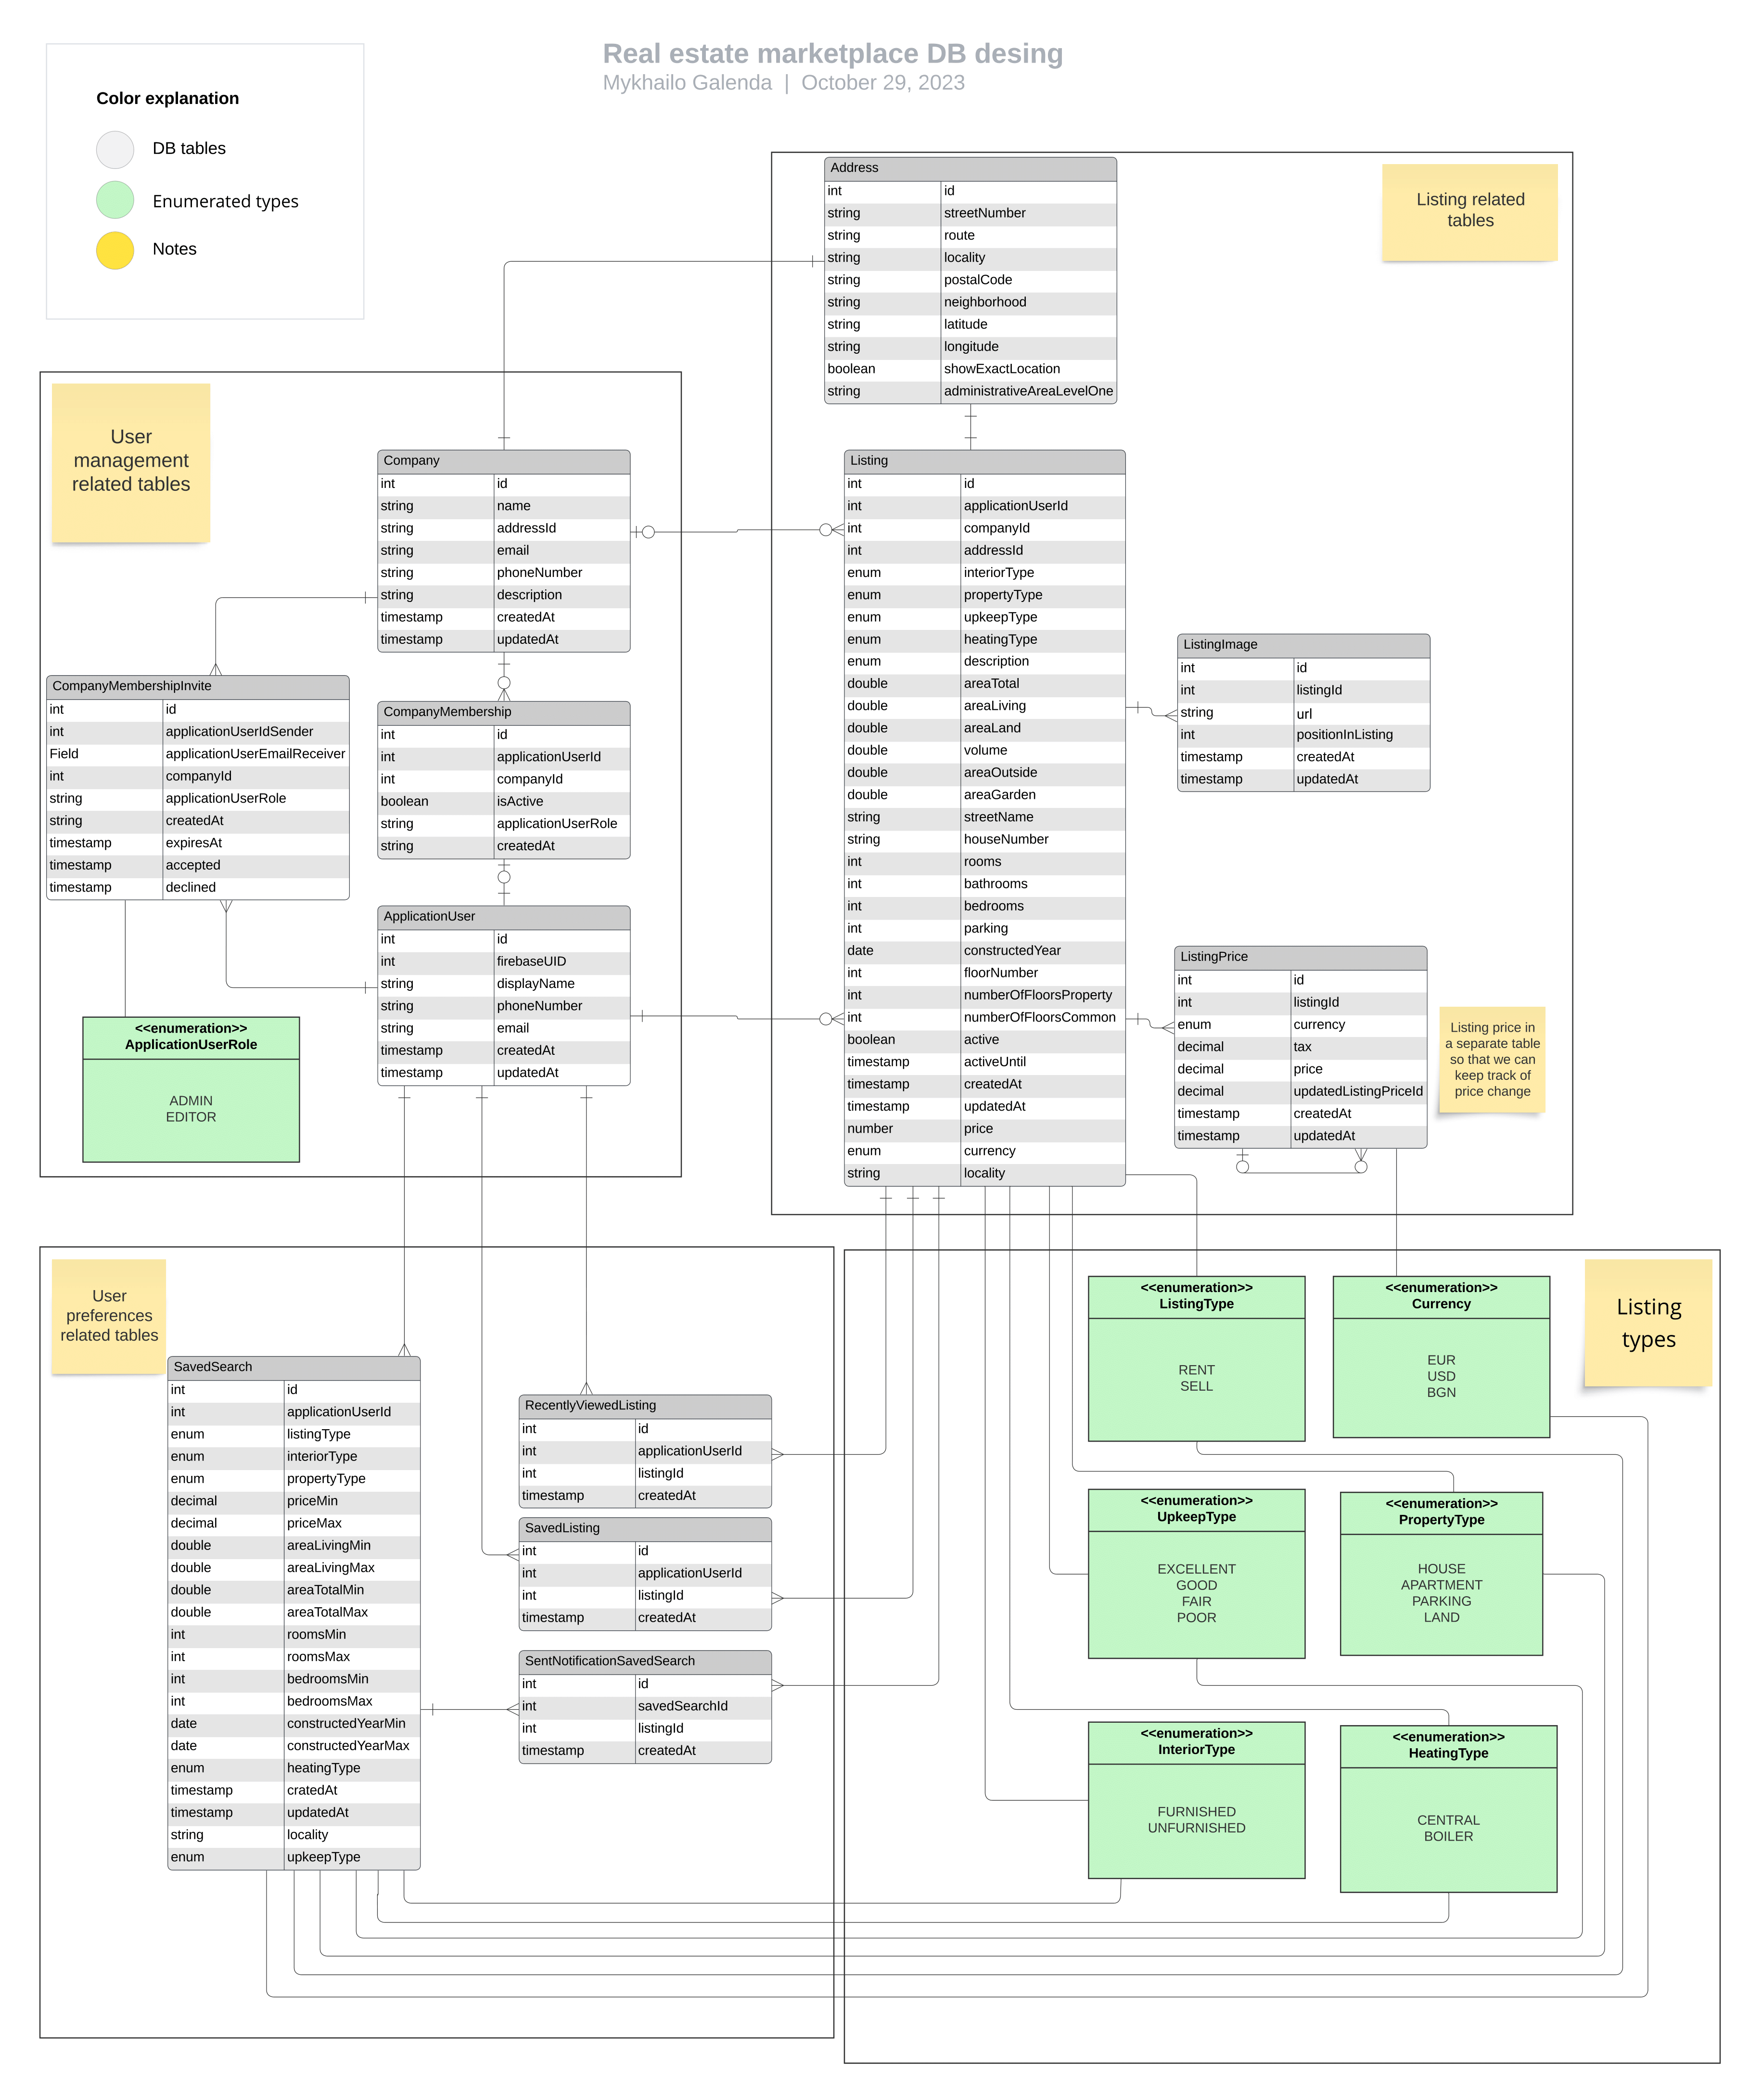 Real estate marketplace DB desing
Mykhailo Galenda | October 29, 2023
Color explanation
DB tables
Enumerated types
Notes
Listing related
tables
Address
int id
string streetNumber
string route
string locality
string postalCode
string neighborhood
string latitude
string longitude
boolean showExactLocation
string administrativeAreaLevelOne
User
management
related tables
Company
int id
string name
string addressId
string email
string phoneNumber
string description
timestamp createdAt
timestamp updatedAt
CompanyMembershipInvite
int id
int applicationUserIdSender
Field applicationUserEmailReceiver
int companyId
string applicationUserRole
string createdAt
timestamp expiresAt
timestamp accepted
timestamp declined
CompanyMembership
int id
int applicationUserId
int companyId
boolean isActive
string applicationUserRole
string createdAt
ApplicationUser
int id
int firebaseUID
string displayName
string phoneNumber
string email
timestamp createdAt
timestamp updatedAt
<<enumeration>>
ApplicationUserRole
ADMIN
EDITOR
Listing
int id
int applicationUserId
int companyId
int addressId
enum interiorType
enum propertyType
enum upkeepType
enum heatingType
enum description
double areaTotal
double areaLiving
double areaLand
double volume
double areaOutside
double areaGarden
string streetName
string houseNumber
int rooms
int bathrooms
int bedrooms
int parking
date constructedYear
int floorNumber
int numberOfFloorsProperty
int numberOfFloorsCommon
boolean active
timestamp activeUntil
timestamp createdAt
timestamp updatedAt
number price
enum currency
string locality
ListingImage
int id
int listingId
string url
int positionInListing
timestamp createdAt
timestamp updatedAt
ListingPrice
int id
int listingId
enum currency
decimal tax
decimal price
decimal updatedListingPriceId
timestamp createdAt
timestamp updatedAt
Listing price in
a separate table
so that we can
keep track of
price change
User
preferences
related tables
SavedSearch
int id
int applicationUserId
enum listingType
enum interiorType
enum propertyType
decimal priceMin
decimal priceMax
double areaLivingMin
double areaLivingMax
double areaTotalMin
double areaTotalMax
int roomsMin
int roomsMax
int bedroomsMin
int bedroomsMax
date constructedYearMin
date constructedYearMax
enum heatingType
timestamp cratedAt
timestamp updatedAt
string locality
enum upkeepType
RecentlyViewedListing
int id
int applicationUserId
int listingId
timestamp createdAt
SavedListing
int id
int applicationUserId
int listingId
timestamp createdAt
SentNotificationSavedSearch
int id
int savedSearchId
int listingId
timestamp createdAt
<<enumeration>>
ListingType
RENT
SELL
<<enumeration>>
Currency
EUR
USD
BGN
Listing
types
<<enumeration>>
UpkeepType
EXCELLENT
GOOD
FAIR
POOR
<<enumeration>>
PropertyType
HOUSE
APARTMENT
PARKING
LAND
<<enumeration>>
InteriorType
FURNISHED
UNFURNISHED
<<enumeration>>
HeatingType
CENTRAL
BOILER